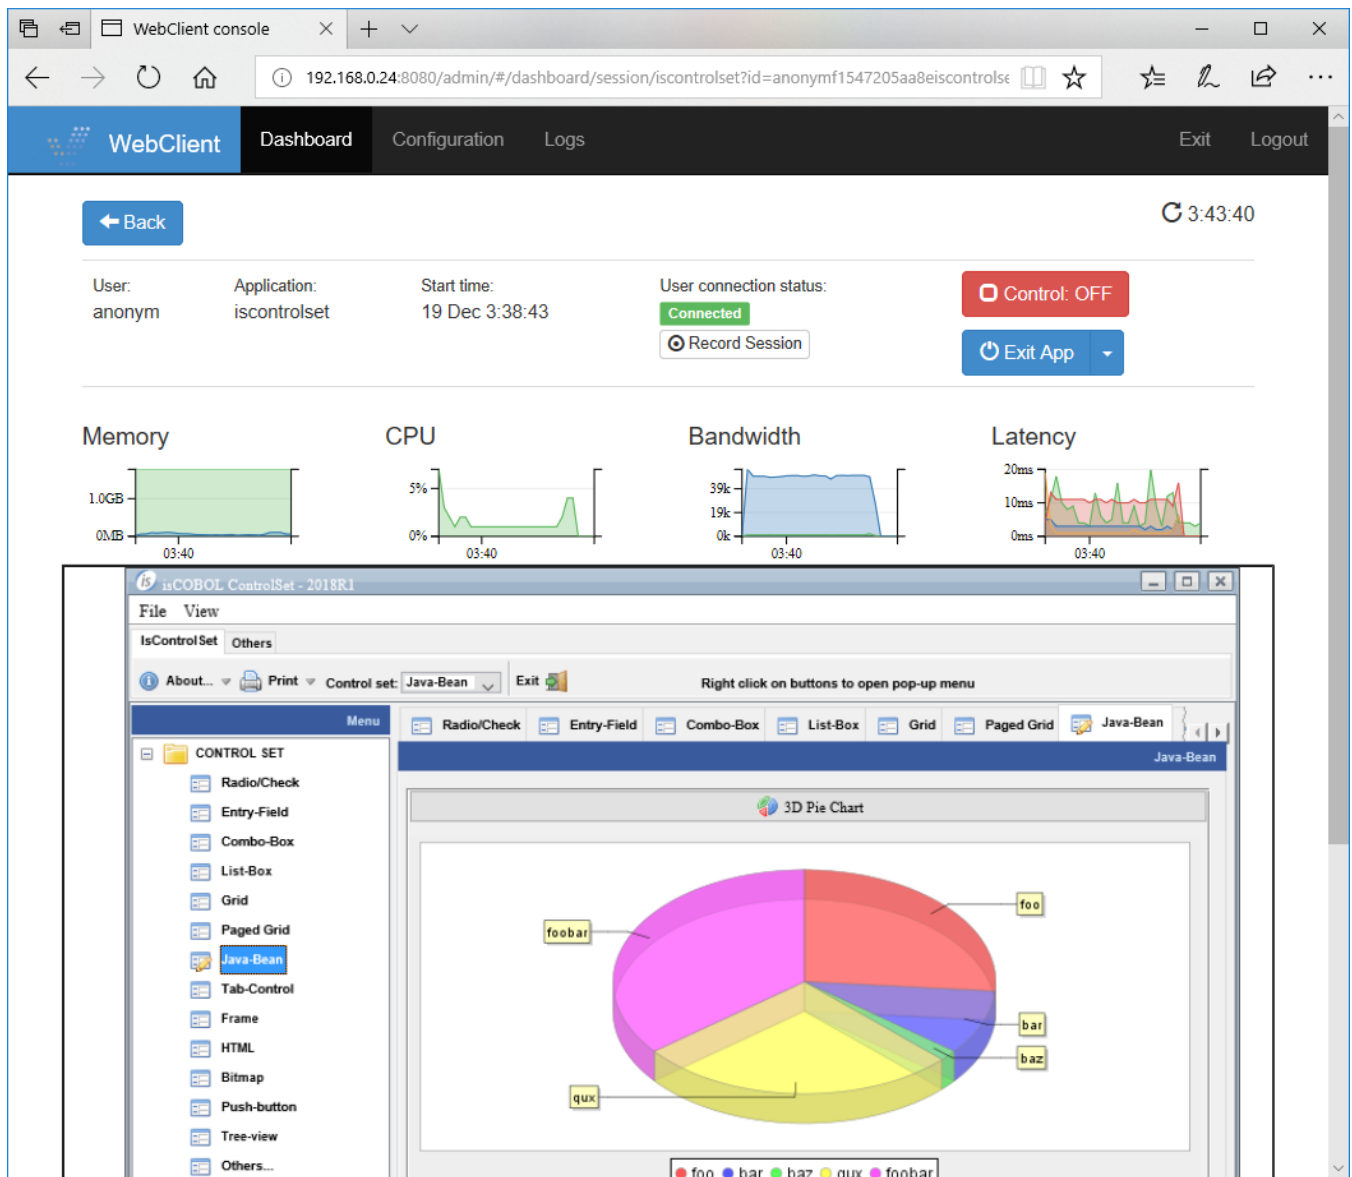 WebClient console
192.168.0.24:8080/admin/#/dashboard/session/iscontrolset?id=anonymf1547205aa8eiscontrolse
WebClient Dashboard Configuration Logs Exit Logout
Back 3:43:40
User: Application: Start time: User connection status:
anonym iscontrolset 19 Dec 3:38:43 Connected
Control: OFF
Record Session
Exit App
Memory CPU Bandwidth Latency
1.0GB
0MB
03:40
5%
0%
03:40
39k
19k
0k
03:40
20ms
10ms
0ms
03:40
is isCOBOL ControlSet - 2018R1
File View
IsControlSet Others
About... Print Control set: Java-Bean Exit Right click on buttons to open pop-up menu
Menu
Radio/Check Entry-Field Combo-Box List-Box Grid Paged Grid Java-Bean
Java-Bean
CONTROL SET
Radio/Check
Entry-Field
Combo-Box
List-Box
Grid
Paged Grid
Java-Bean
Tab-Control
Frame
HTML
Bitmap
Push-button
Tree-view
Others...
3D Pie Chart
foo
foobar
bar
baz
qux
foo bar baz qux foobar